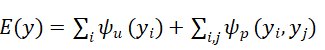 E(y) = ∑ᵢ ψᵤ (yᵢ) + ∑ᵢ,ⱼ ψₚ (yᵢ, yⱼ)